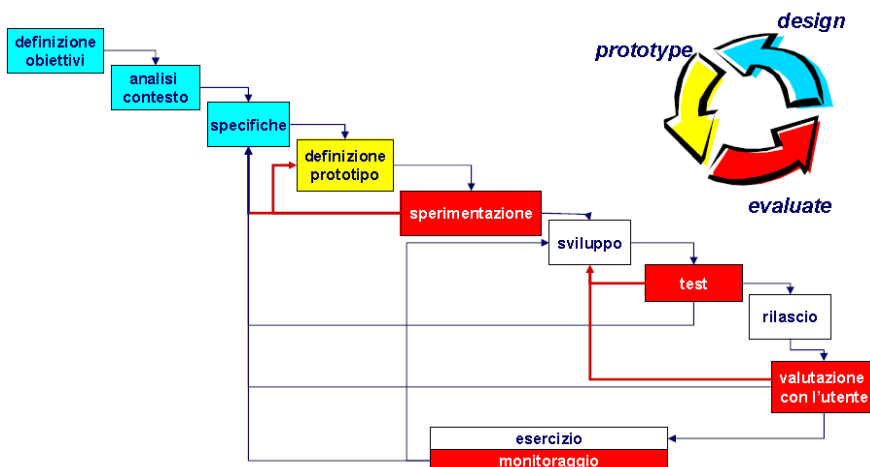 design
prototype
definizione
obiettivi
analisi
contesto
specifiche
definizione
prototipo
sperimentazione
evaluate
sviluppo
test
rilascio
valutazione
con l'utente
esercizio
monitoraggio